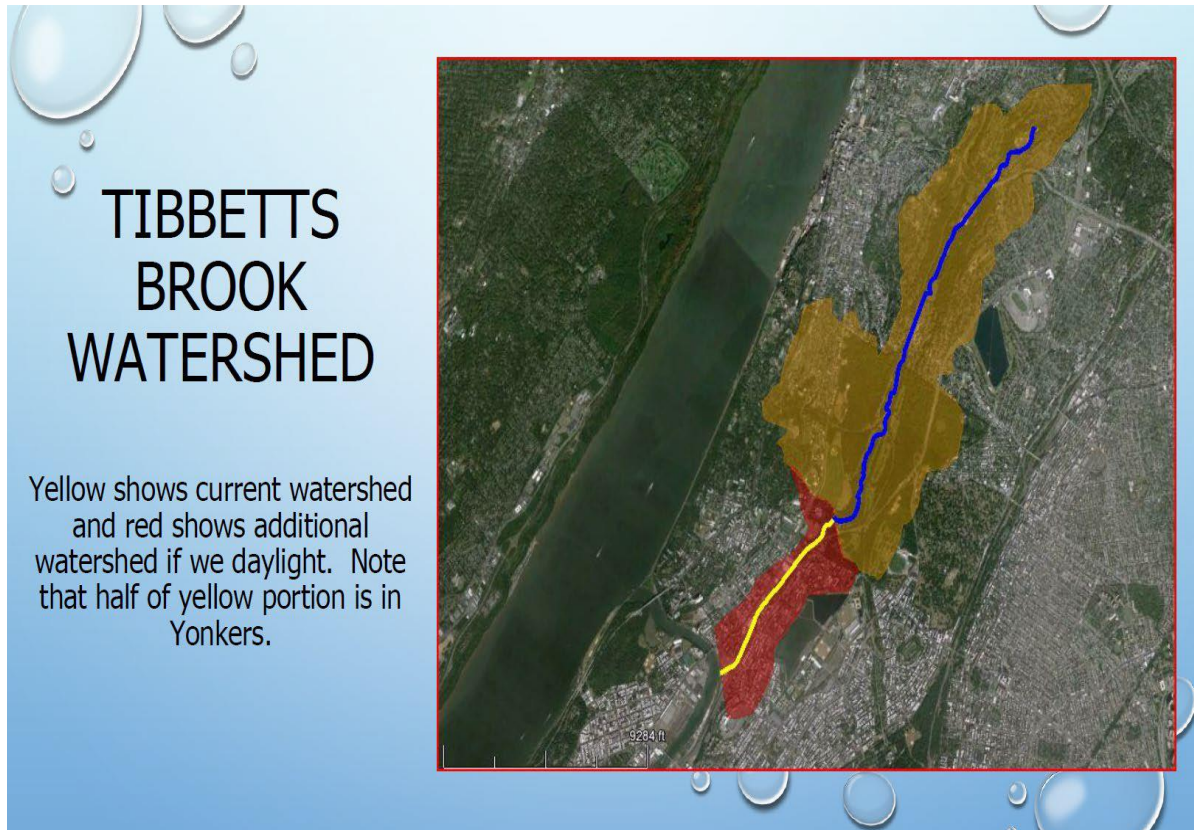 TIBBETTS
BROOK
WATERSHED
Yellow shows current watershed
and red shows additional
watershed if we daylight.  Note
that half of yellow portion is in
Yonkers.
9284 ft